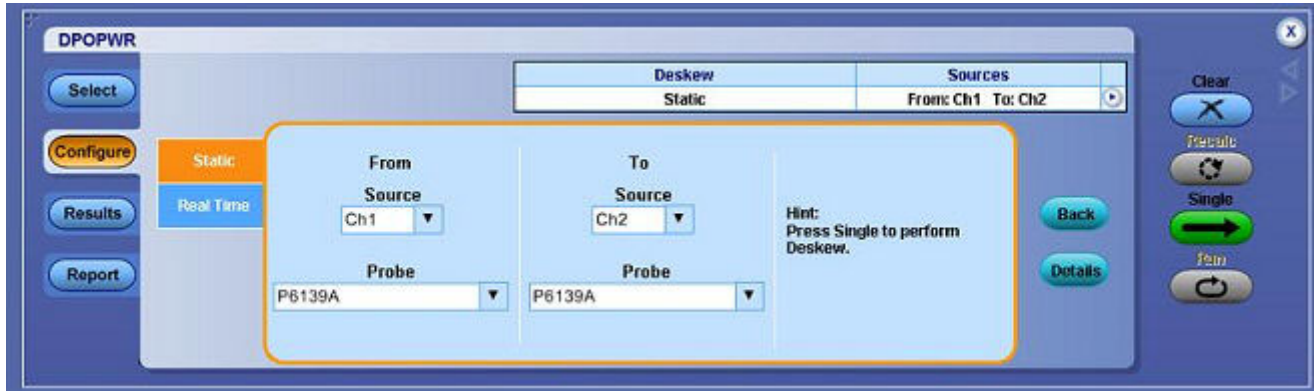 DPOPWR
X
Select
Configure
Results
Report
Deskew Sources
Static From: Ch1 To: Ch2
Static
Real Time
From To
Source Source
Ch1 Ch2
Probe Probe
P6139A P6139A
Hint:
Press Single to perform
Deskew.
Back
Details
Clear
Recalc
Single
Run